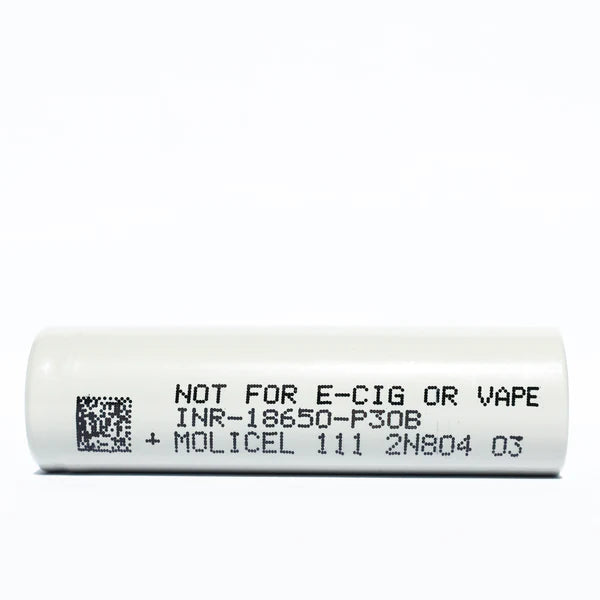 NOT FOR E-CIG OR VAPE
INR-18650-P30B
+ MOLICEL 111 2N804 03